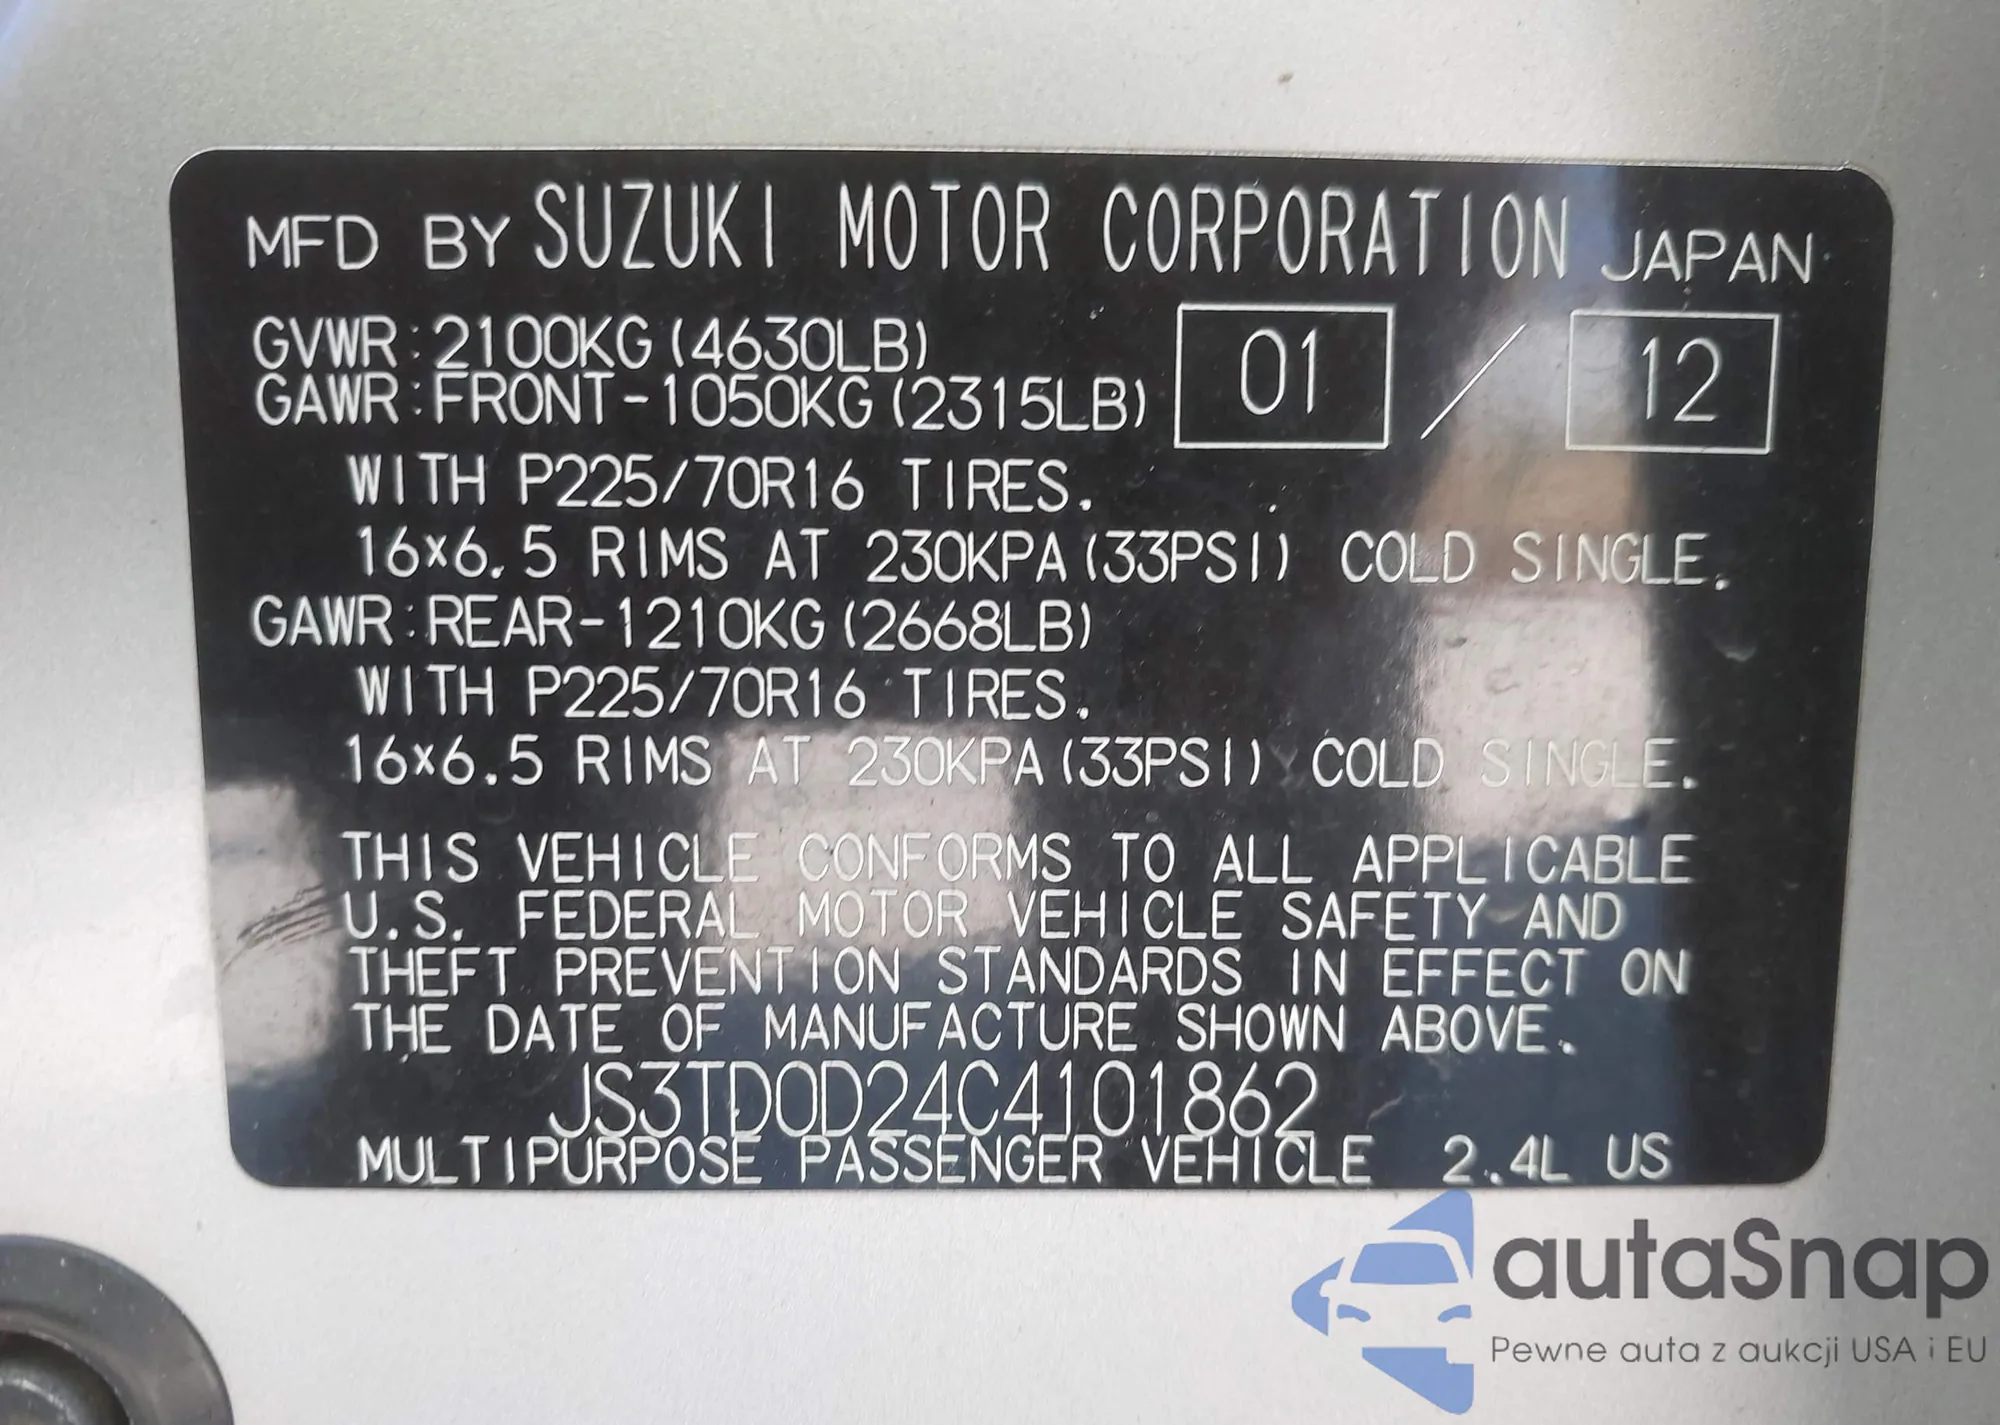 MFD BY SUZUKI MOTOR CORPORATION JAPAN
GVWR:2100KG(4630LB)
01 / 12
GAWR:FRONT-1050KG(2315LB)
WITH P225/70R16 TIRES.
16x6.5 RIMS AT 230KPA(33PSI) COLD SINGLE.
GAWR:REAR-1210KG(2668LB)
WITH P225/70R16 TIRES.
16x6.5 RIMS AT 230KPA(33PSI) COLD SINGLE.
THIS VEHICLE CONFORMS TO ALL APPLICABLE
U.S. FEDERAL MOTOR VEHICLE SAFETY AND
THEFT PREVENTION STANDARDS IN EFFECT ON
THE DATE OF MANUFACTURE SHOWN ABOVE.
JS3TD0D24C4101862
MULTIPURPOSE PASSENGER VEHICLE 2.4L US
autaSnap
Pewne auta z aukcji USA i EU